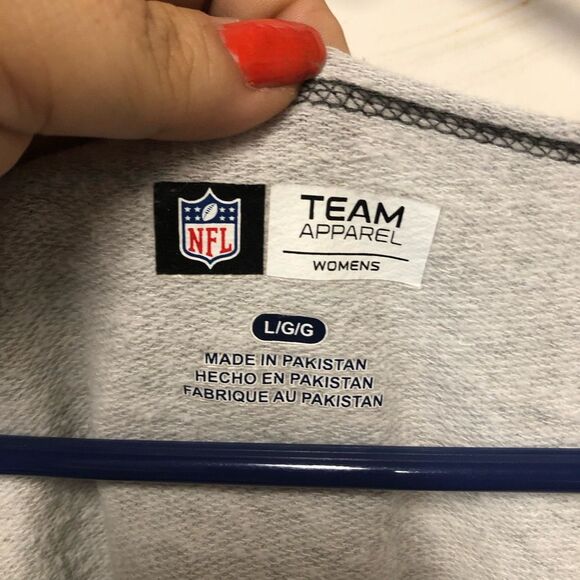 NFL
TEAM
APPAREL
WOMENS
L/G/G
MADE IN PAKISTAN
HECHO EN PAKISTAN
FABRIQUE AU PAKISTAN